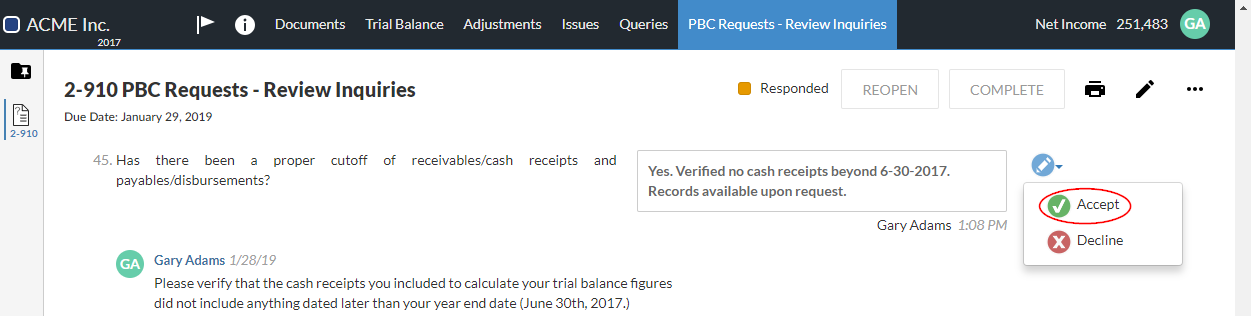 ACME Inc.
2017
Documents Trial Balance Adjustments Issues Queries PBC Requests - Review Inquiries Net Income 251,483 GA
2-910 PBC Requests - Review Inquiries
Responded REOPEN COMPLETE
Due Date: January 29, 2019
2-910
45. Has there been a proper cutoff of receivables/cash receipts and
payables/disbursements?
Yes. Verified no cash receipts beyond 6-30-2017.
Records available upon request.
Gary Adams 1:08 PM
Accept
Decline
GA Gary Adams 1/28/19
Please verify that the cash receipts you included to calculate your trial balance figures
did not include anything dated later than your year end date (June 30th, 2017.)